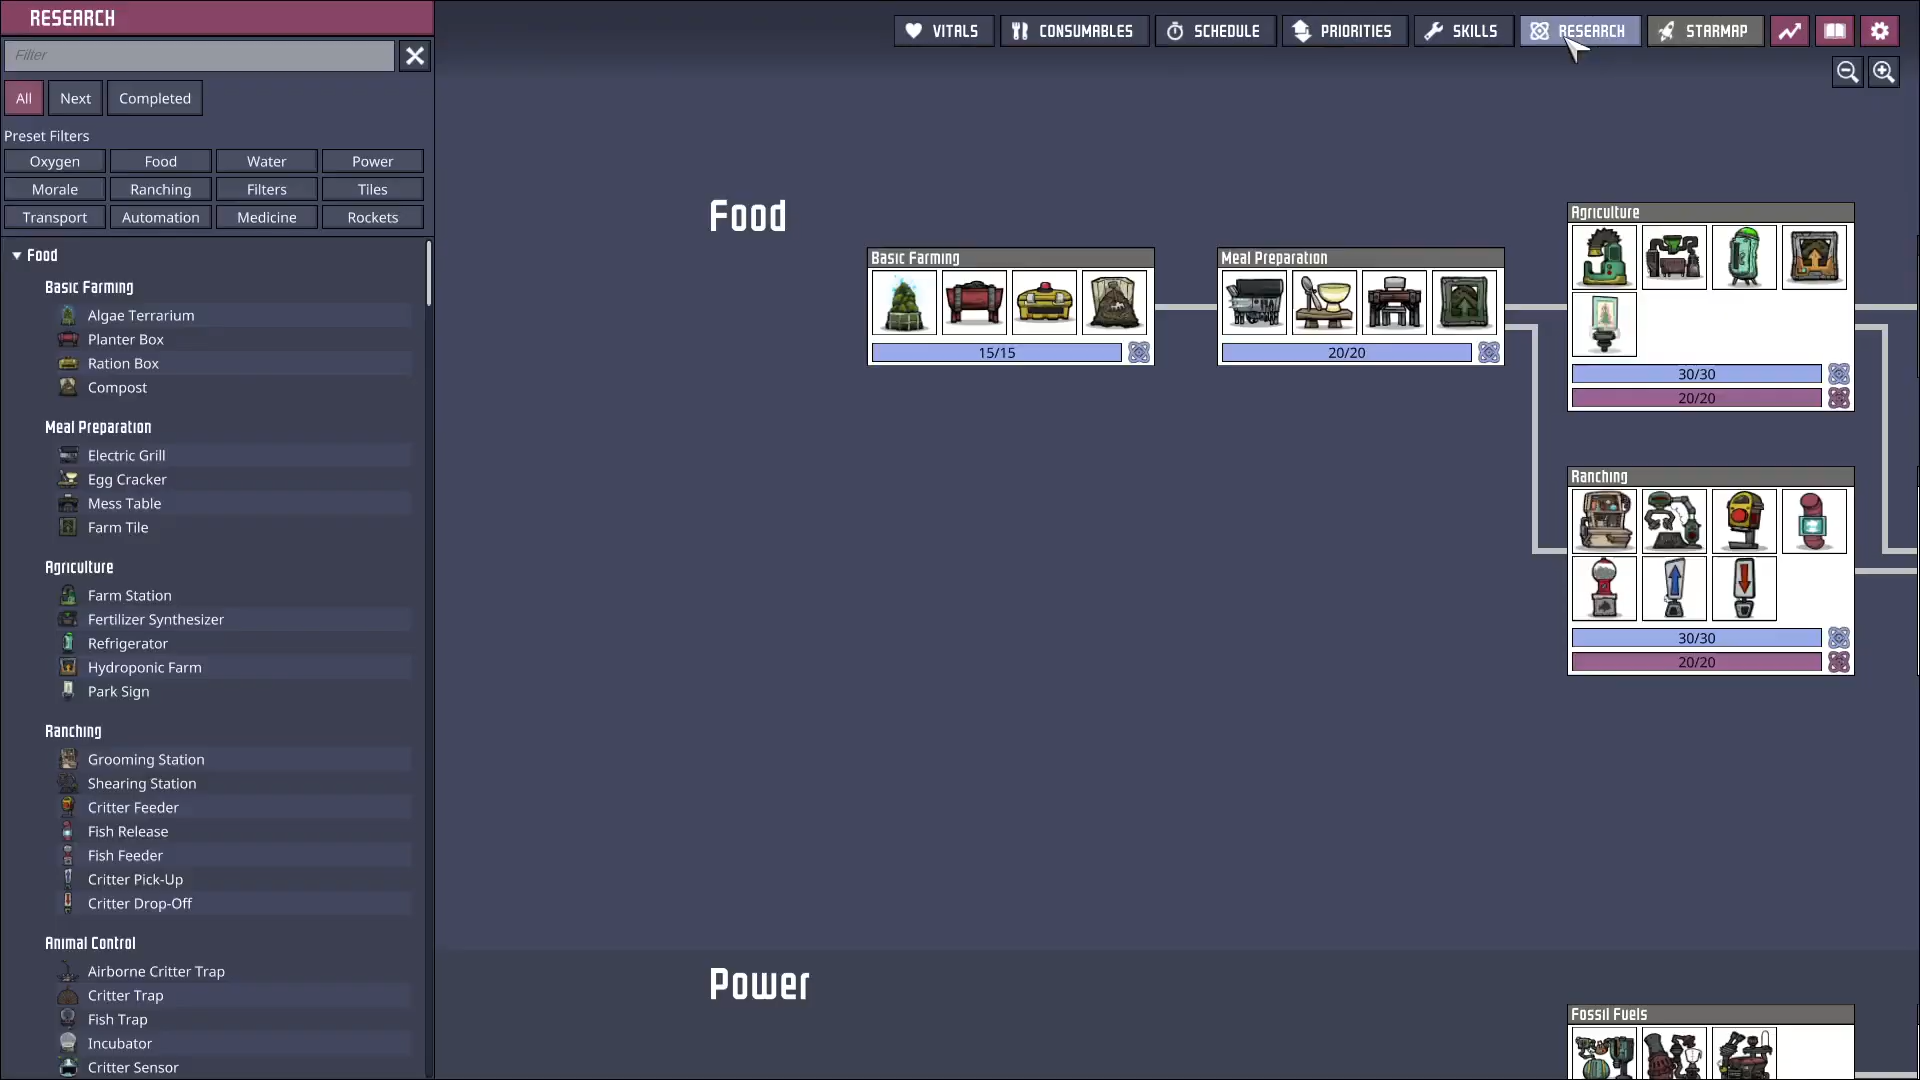 RESEARCH
Filter
All
Next
Completed
Preset Filters
Oxygen
Food
Water
Power
Morale
Ranching
Filters
Tiles
Transport
Automation
Medicine
Rockets
Food
Basic Farming
Algae Terrarium
Planter Box
Ration Box
Compost
Meal Preparation
Electric Grill
Egg Cracker
Mess Table
Farm Tile
Agriculture
Farm Station
Fertilizer Synthesizer
Refrigerator
Hydroponic Farm
Park Sign
Ranching
Grooming Station
Shearing Station
Critter Feeder
Fish Release
Fish Feeder
Critter Pick-Up
Critter Drop-Off
Animal Control
Airborne Critter Trap
Critter Trap
Fish Trap
Incubator
Critter Sensor
VITALS
CONSUMABLES
SCHEDULE
PRIORITIES
SKILLS
RESEARCH
STARMAP
Food
Basic Farming
15/15
Meal Preparation
20/20
Agriculture
30/30
20/20
Ranching
30/30
20/20
Power
Fossil Fuels